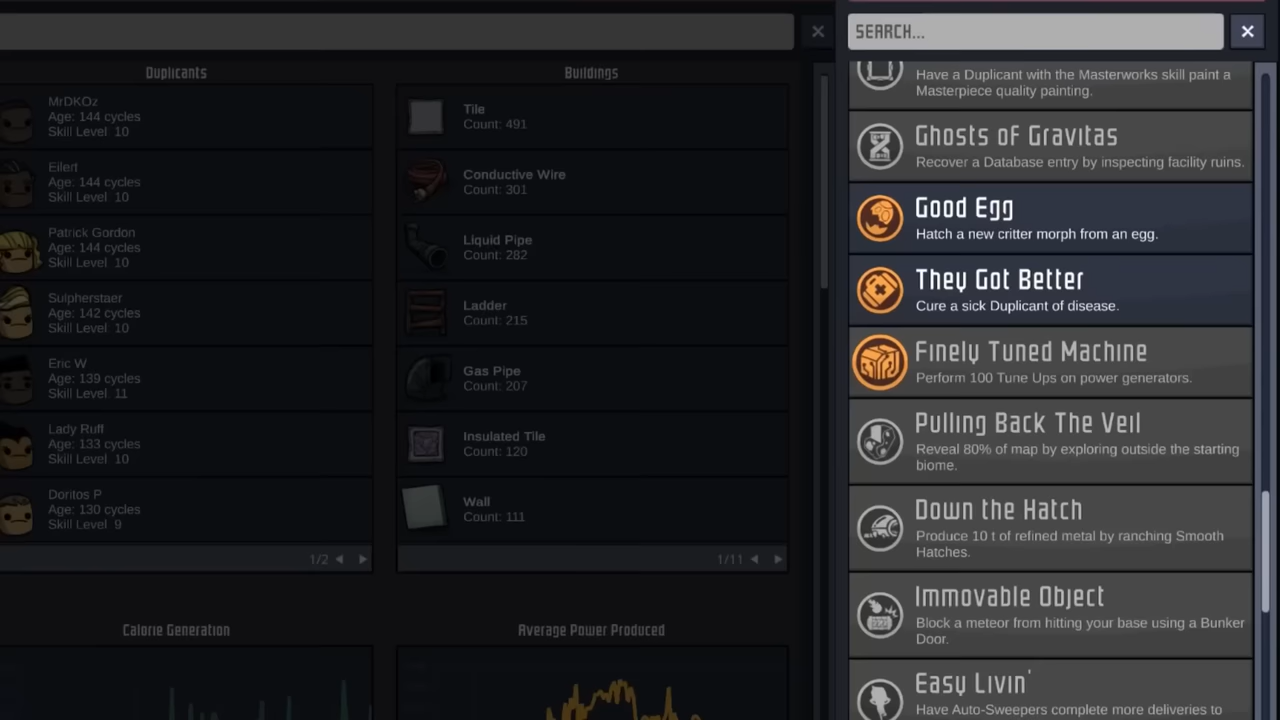 SEARCH...
Duplicants
MrDKOz
Age: 144 cycles
Skill Level: 10
Eilert
Age: 144 cycles
Skill Level: 10
Patrick Gordon
Age: 144 cycles
Skill Level: 10
Sulpherstaer
Age: 142 cycles
Skill Level: 10
Eric W
Age: 139 cycles
Skill Level: 11
Lady Ruff
Age: 133 cycles
Skill Level: 10
Doritos P
Age: 130 cycles
Skill Level: 9
1/2
Buildings
Tile
Count: 491
Conductive Wire
Count: 301
Liquid Pipe
Count: 282
Ladder
Count: 215
Gas Pipe
Count: 207
Insulated Tile
Count: 120
Wall
Count: 111
1/11
Calorie Generation
Average Power Produced
Have a Duplicant with the Masterworks skill paint a
Masterpiece quality painting.
Ghosts of Gravitas
Recover a Database entry by inspecting facility ruins.
Good Egg
Hatch a new critter morph from an egg.
They Got Better
Cure a sick Duplicant of disease.
Finely Tuned Machine
Perform 100 Tune Ups on power generators.
Pulling Back The Veil
Reveal 80% of map by exploring outside the starting
biome.
Down the Hatch
Produce 10 t of refined metal by ranching Smooth
Hatches.
Immovable Object
Block a meteor from hitting your base using a Bunker
Door.
Easy Livin'
Have Auto-Sweepers complete more deliveries to